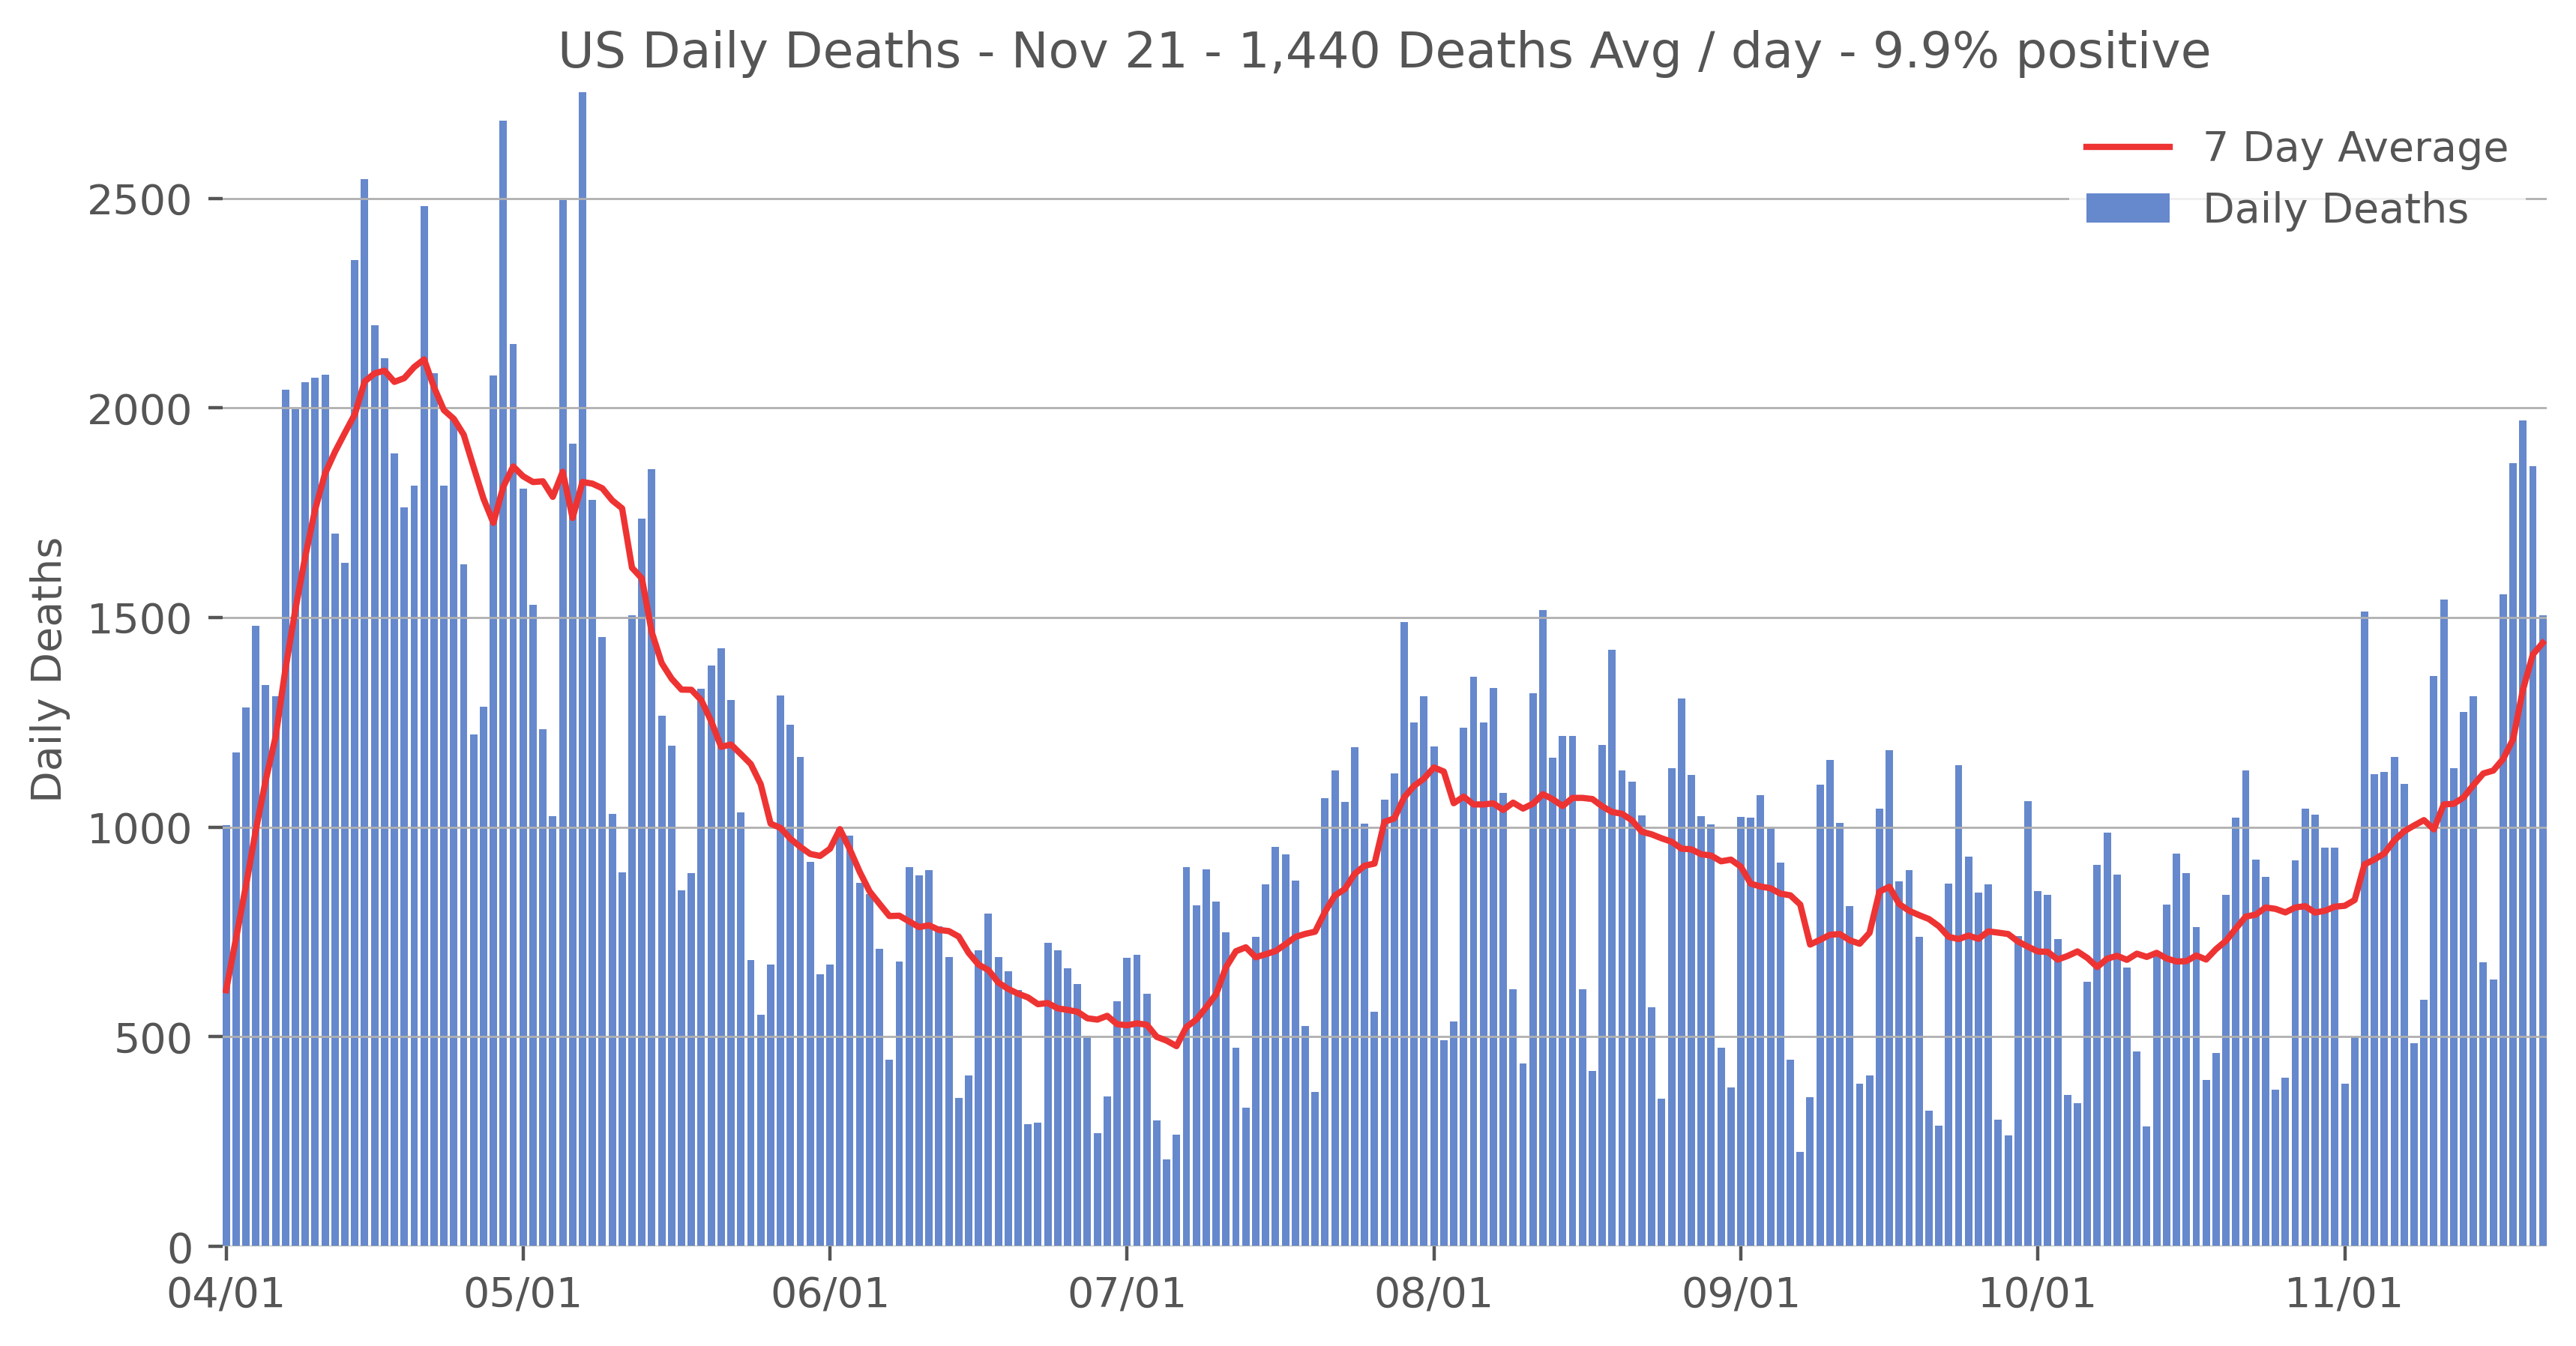 US Daily Deaths - Nov 21 - 1,440 Deaths Avg / day - 9.9% positive
7 Day Average
Daily Deaths
Daily Deaths
2500
2000
1500
1000
500
0
04/01 05/01 06/01 07/01 08/01 09/01 10/01 11/01